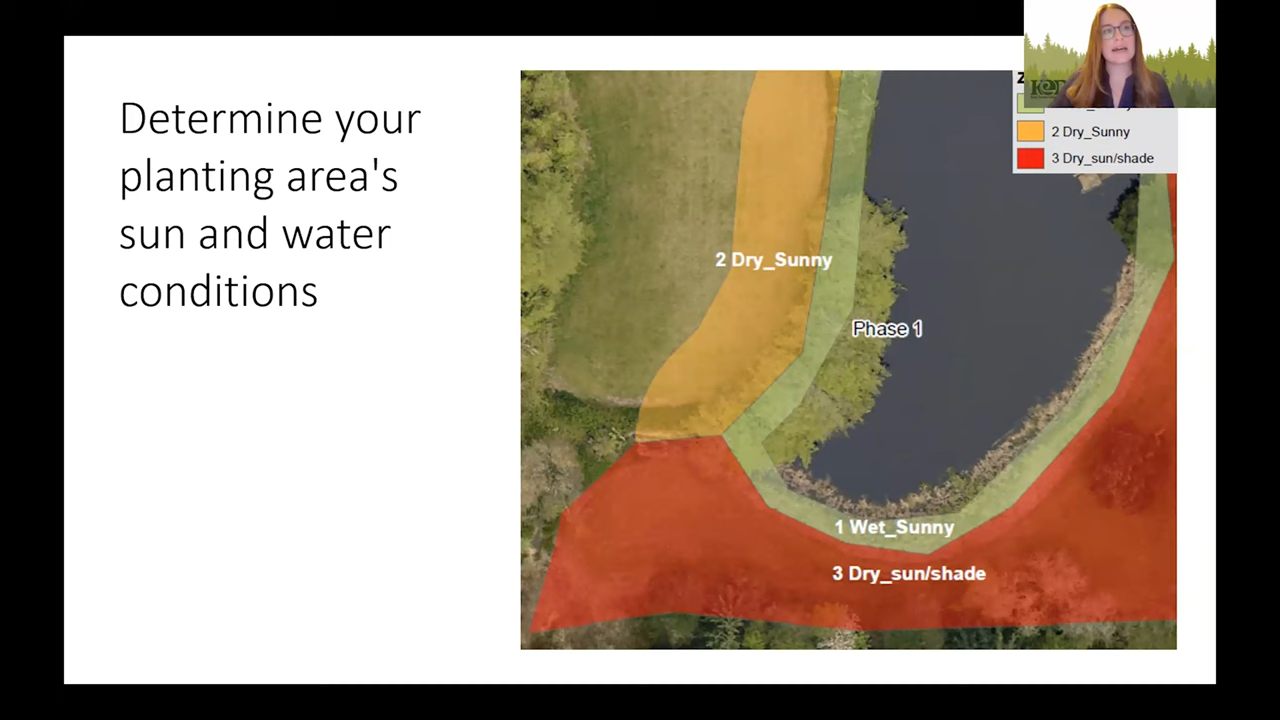 Determine your
planting area's
sun and water
conditions
2 Dry_Sunny
3 Dry_sun/shade
2 Dry_Sunny
Phase 1
1 Wet_Sunny
3 Dry_sun/shade